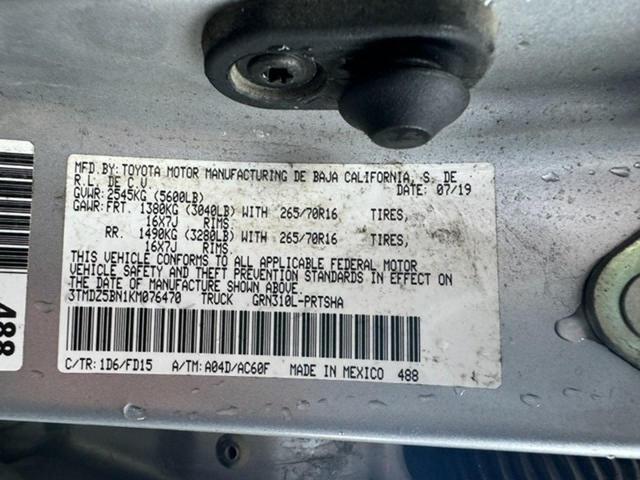 MFD.BY:TOYOTA MOTOR MANUFACTURING DE BAJA CALIFORNIA, S. DE
R.L. DE C.V. DATE: 07/19
GVWR:2545KG (5600LB)
GAWR:FRT. 1380KG (3040LB) WITH 265/70R16 TIRES,
16X7J RIMS
RR. 1490KG (3280LB) WITH 265/70R16 TIRES,
16X7J RIMS
THIS VEHICLE CONFORMS TO ALL APPLICABLE FEDERAL MOTOR
VEHICLE SAFETY AND THEFT PREVENTION STANDARDS IN EFFECT ON
THE DATE OF MANUFACTURE SHOWN ABOVE.
3TMDZ5BN1KM076470 TRUCK GRN310L-PRTSHA
C/TR:1D6/FD15 A/TM:A04D/AC60F MADE IN MEXICO 488
488